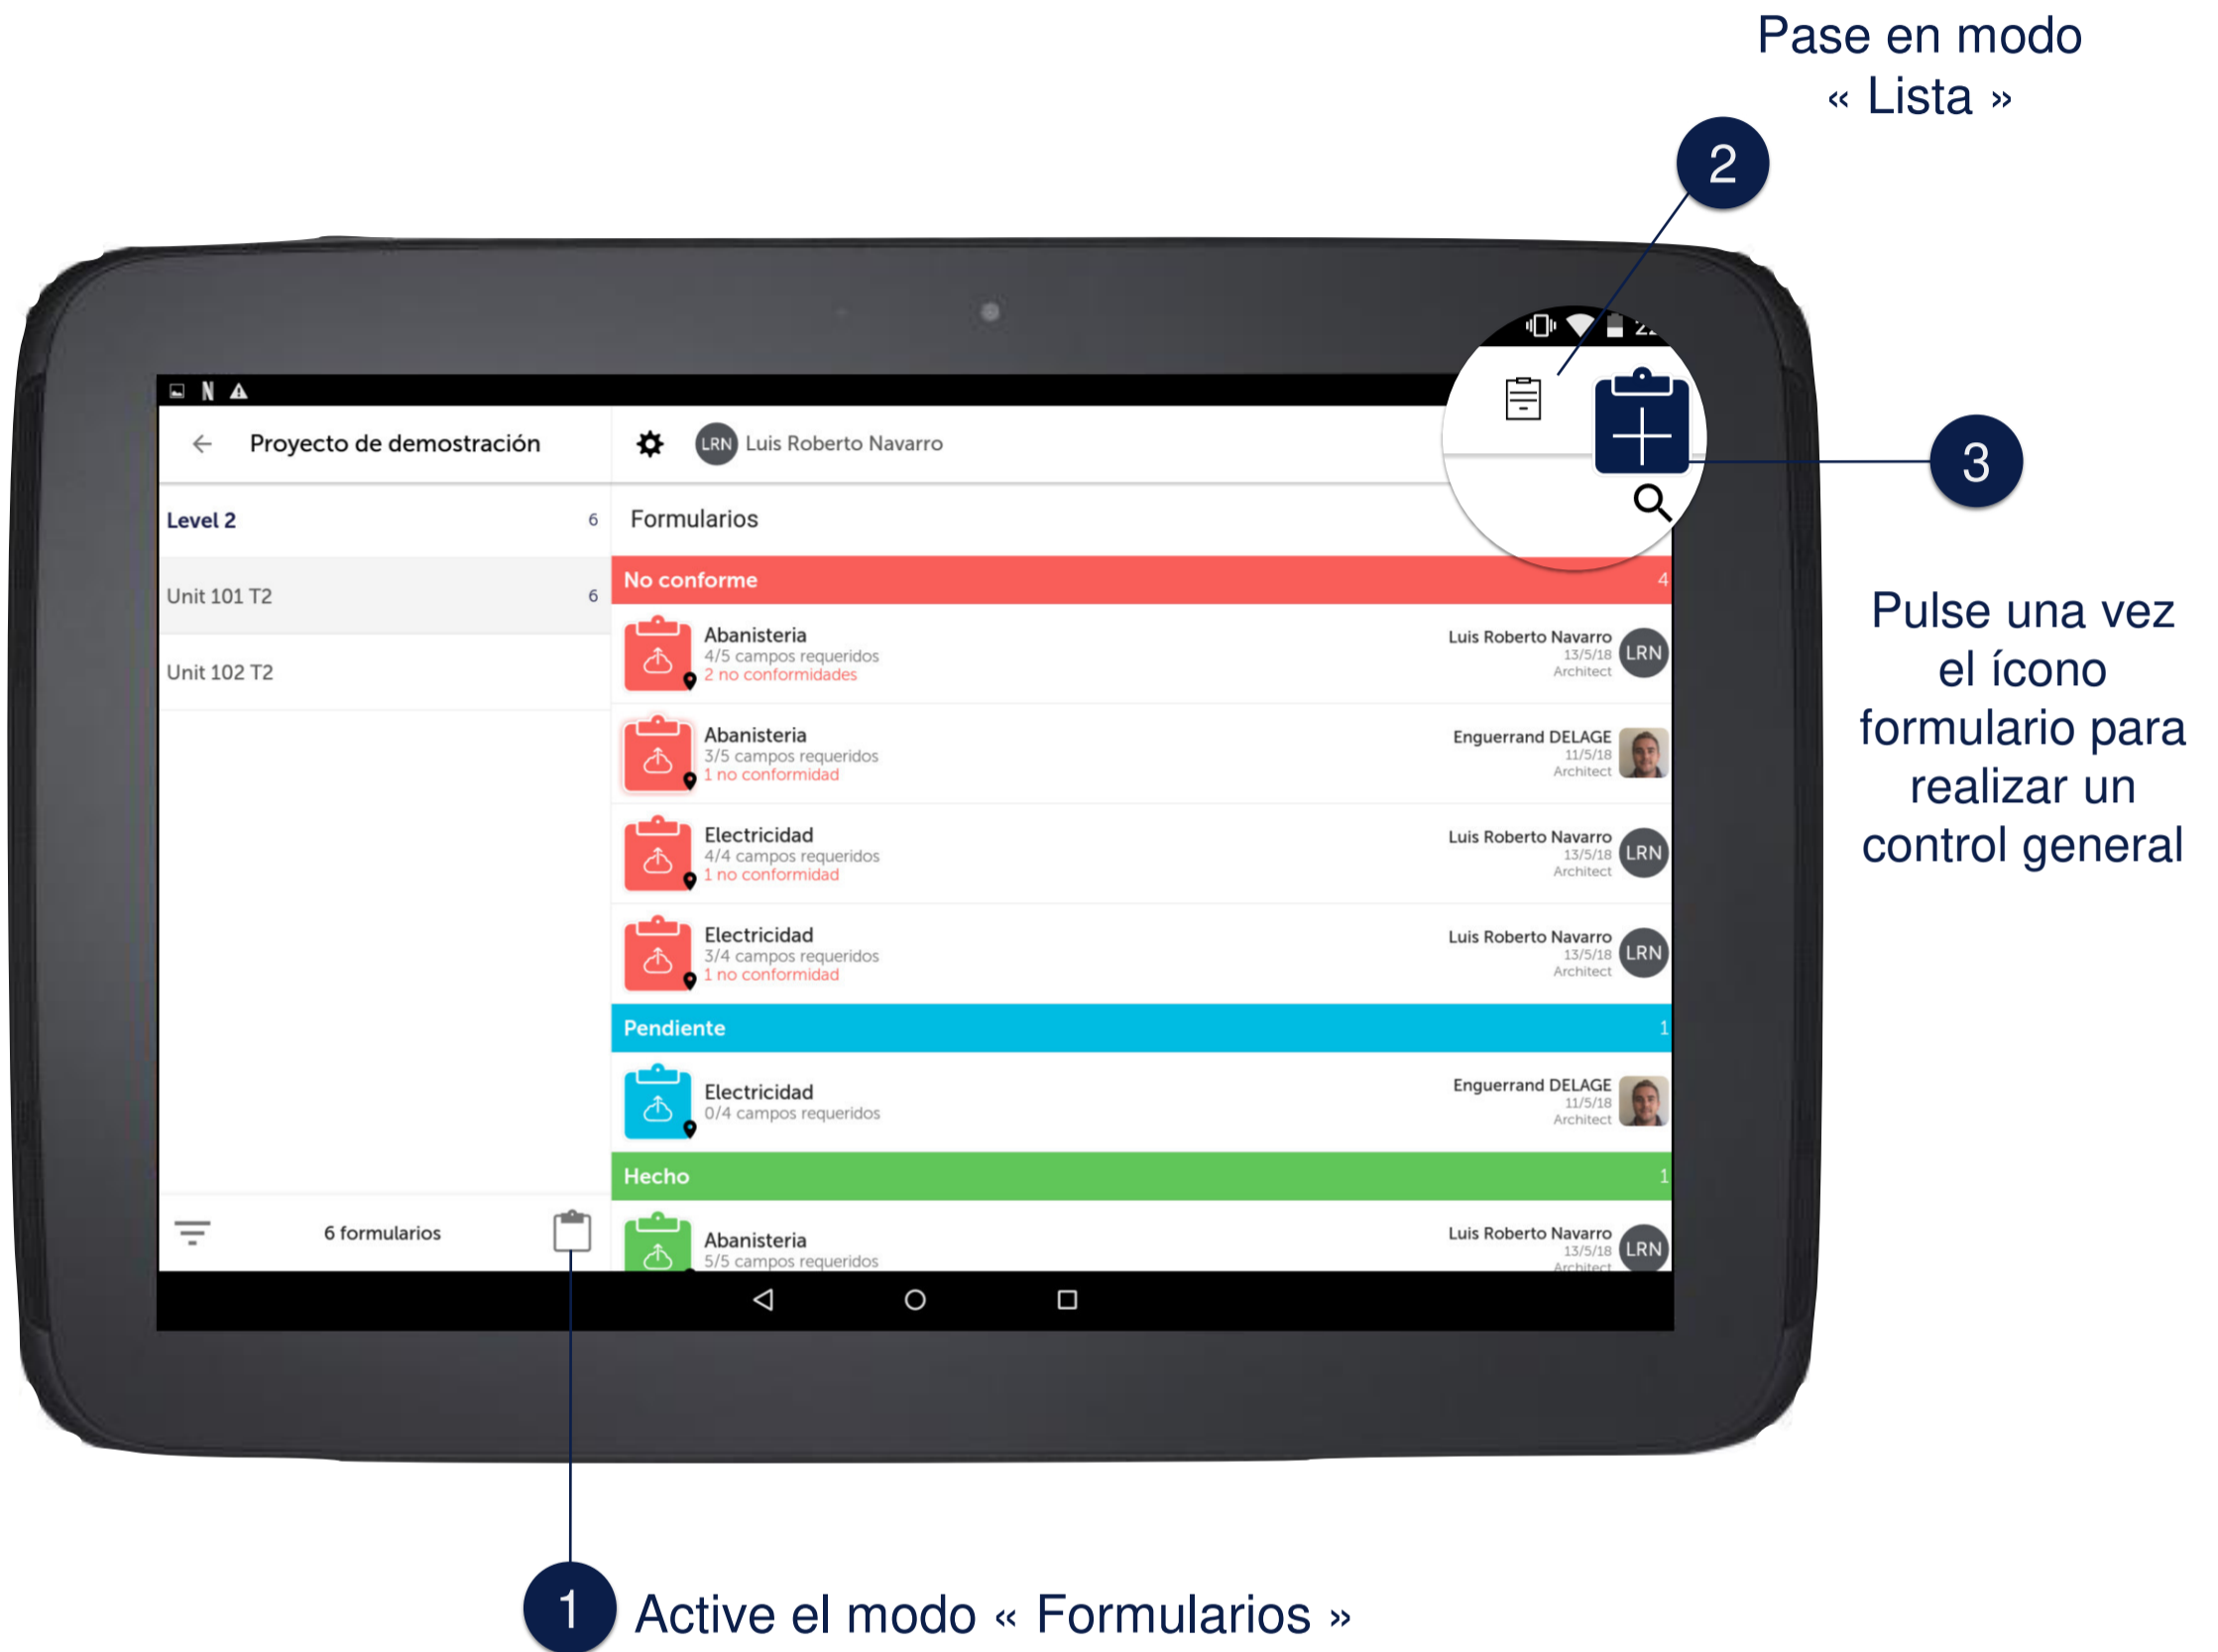 Pase en modo
« Lista »
2
22
N
Proyecto de demostración
LRN Luis Roberto Navarro
3
Level 2 6
Formularios
Unit 101 T2 6
Unit 102 T2
No conforme 4
Abanisteria
4/5 campos requeridos
2 no conformidades
Luis Roberto Navarro
13/5/18
Architect
LRN
Abanisteria
3/5 campos requeridos
1 no conformidad
Enguerrand DELAGE
11/5/18
Architect
Electricidad
4/4 campos requeridos
1 no conformidad
Luis Roberto Navarro
13/5/18
Architect
LRN
Electricidad
3/4 campos requeridos
1 no conformidad
Luis Roberto Navarro
13/5/18
Architect
LRN
Pendiente 1
Electricidad
0/4 campos requeridos
Enguerrand DELAGE
11/5/18
Architect
Hecho 1
Abanisteria
5/5 campos requeridos
Luis Roberto Navarro
13/5/18
Architect
LRN
6 formularios
Pulse una vez
el ícono
formulario para
realizar un
control general
1 Active el modo « Formularios »